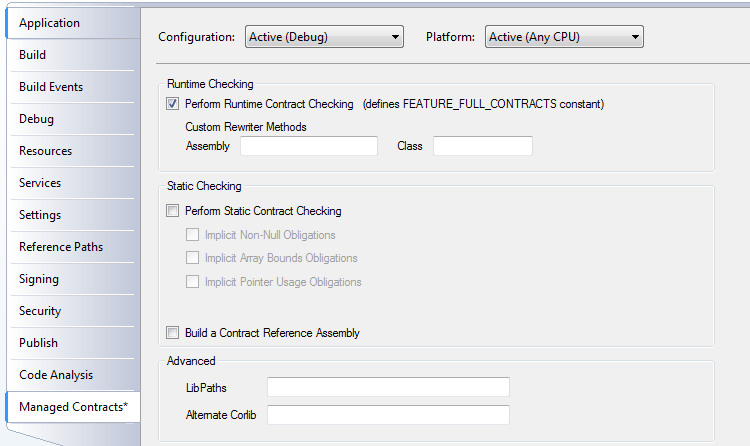 Application
Build
Build Events
Debug
Resources
Services
Settings
Reference Paths
Signing
Security
Publish
Code Analysis
Managed Contracts*
Configuration: Active (Debug) Platform: Active (Any CPU)
Runtime Checking
Perform Runtime Contract Checking (defines FEATURE_FULL_CONTRACTS constant)
Custom Rewriter Methods
Assembly Class
Static Checking
Perform Static Contract Checking
Implicit Non-Null Obligations
Implicit Array Bounds Obligations
Implicit Pointer Usage Obligations
Build a Contract Reference Assembly
Advanced
LibPaths
Alternate Corlib